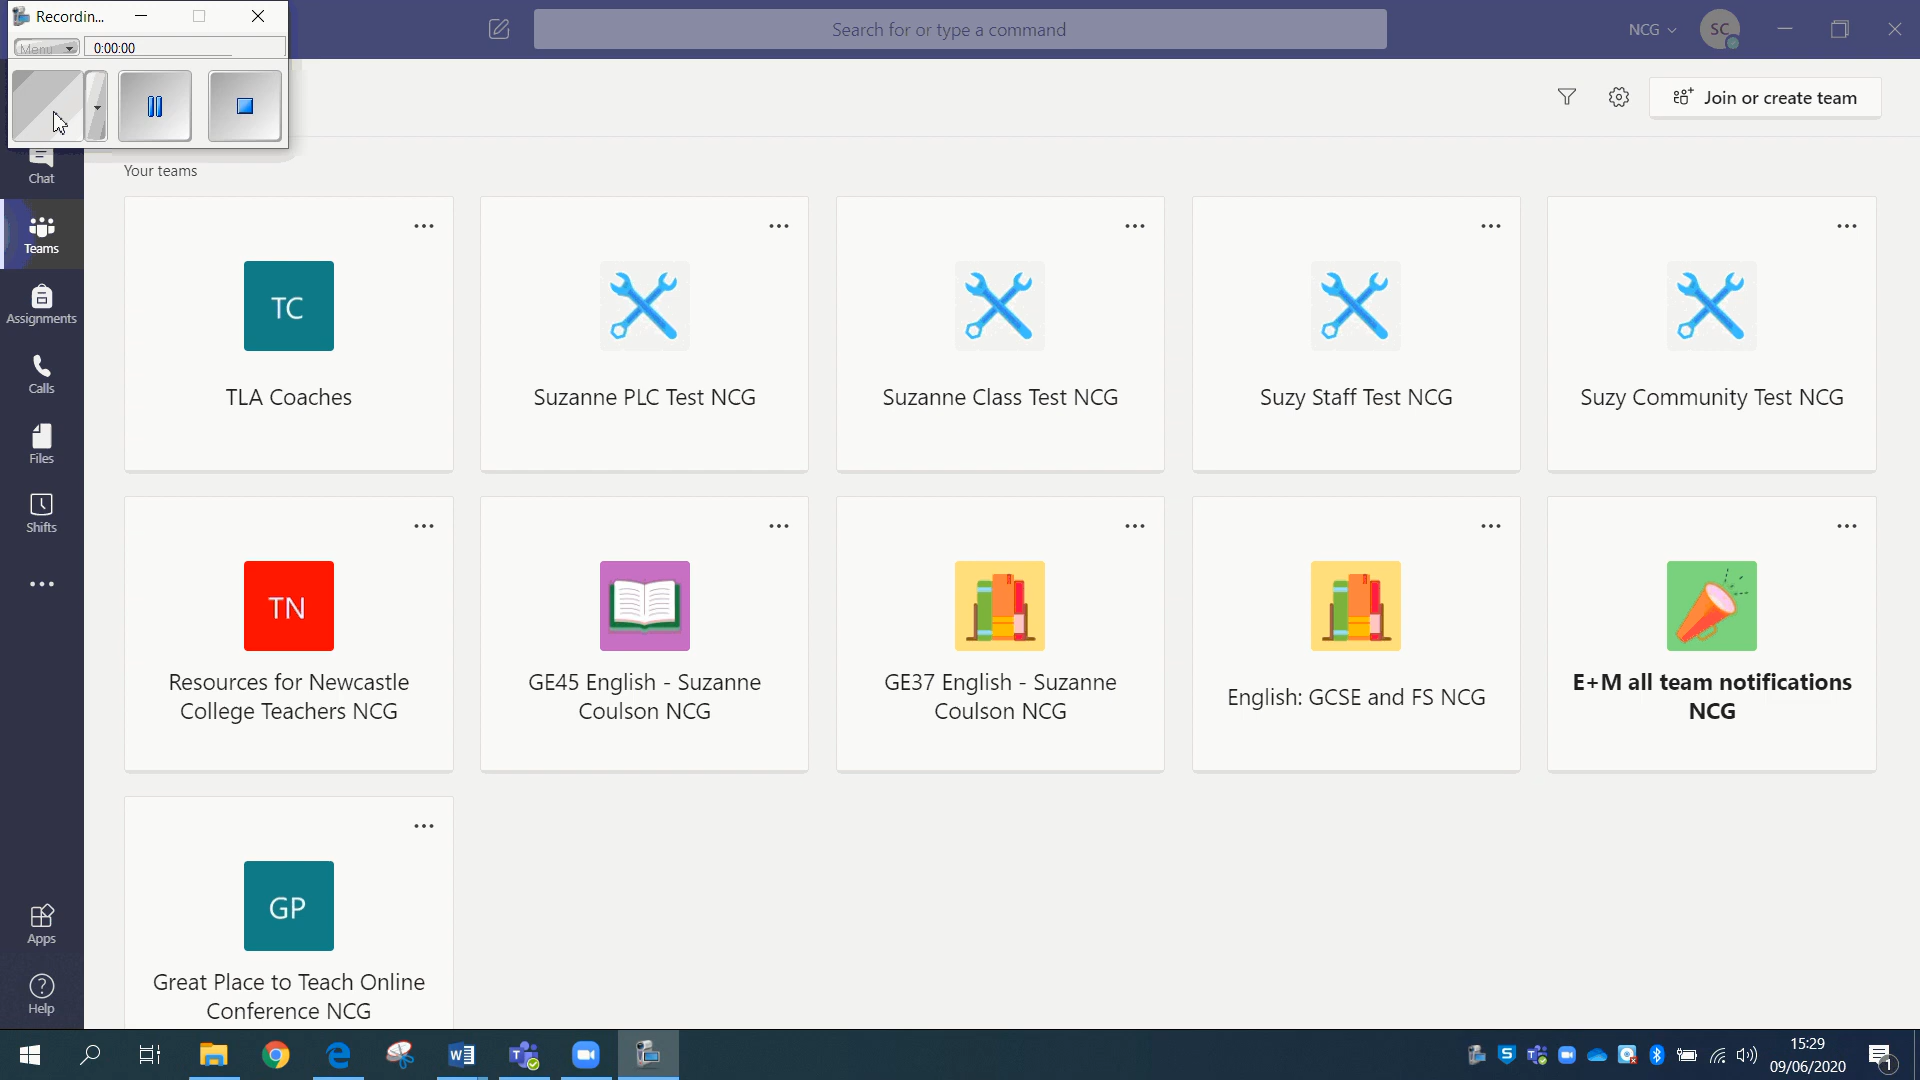 Recordin...
Menu
0:00:00
Search for or type a command
NCG
SC
Join or create team
Chat
Teams
Assignments
Calls
Files
Shifts
Apps
Help
Your teams
TC
TLA Coaches
Suzanne PLC Test NCG
Suzanne Class Test NCG
Suzy Staff Test NCG
Suzy Community Test NCG
TN
Resources for Newcastle
College Teachers NCG
GE45 English - Suzanne
Coulson NCG
GE37 English - Suzanne
Coulson NCG
English: GCSE and FS NCG
E+M all team notifications
NCG
GP
Great Place to Teach Online
Conference NCG
15:29
09/06/2020
1